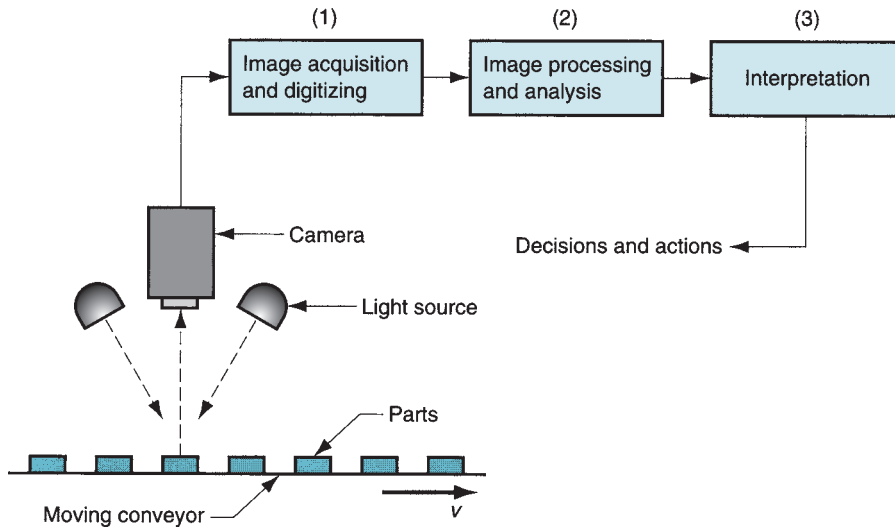 (1)
(2)
(3)
Image acquisition
and digitizing
Image processing
and analysis
Interpretation
Camera
Decisions and actions
Light source
Parts
Moving conveyor
v